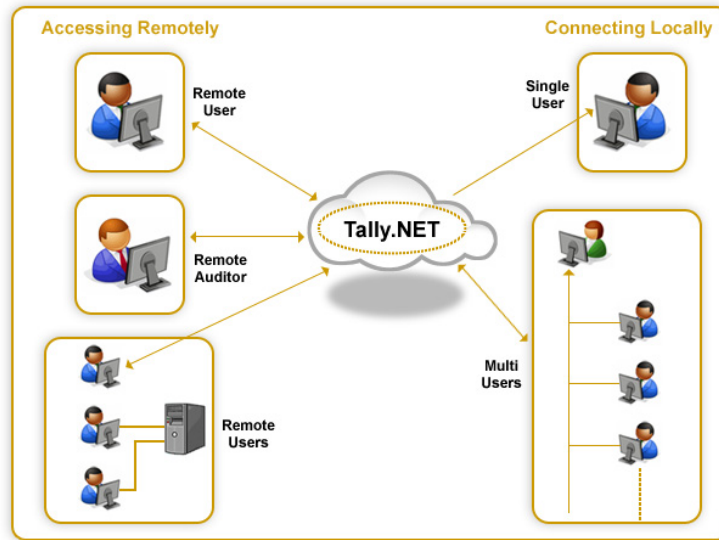 Accessing Remotely
Connecting Locally
Remote
User
Single
User
Tally.NET
Remote
Auditor
Multi
Users
Remote
Users